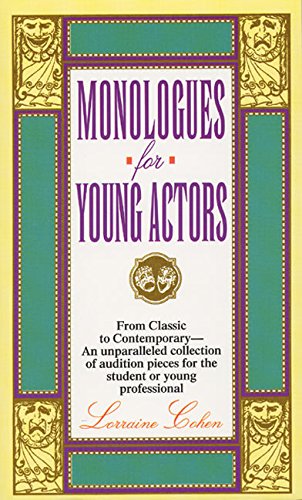 MONOLOGUES
for
YOUNG ACTORS
From Classic
to Contemporary—
An unparalleled collection
of audition pieces for the
student or young
professional
Lorraine Cohen